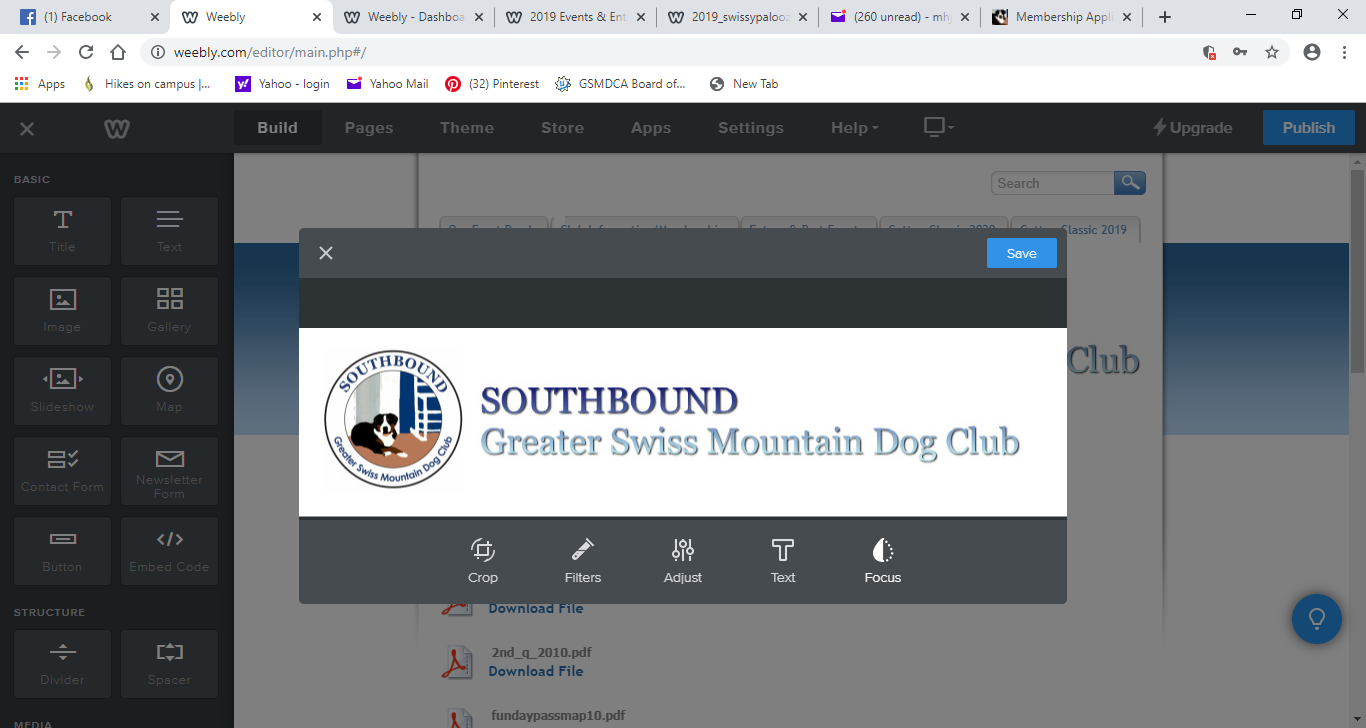 (1) Facebook
Weebly
Weebly - Dashboa
2019 Events & Ent
2019_swissypalooz
(260 unread) - mhj
Membership Appli
weebly.com/editor/main.php#/
Apps
Hikes on campus |...
Yahoo - login
Yahoo Mail
(32) Pinterest
GSMDCA Board of...
New Tab
Build
Pages
Theme
Store
Apps
Settings
Help
Upgrade
Publish
BASIC
Title
Text
Image
Gallery
Slideshow
Map
Contact Form
Newsletter
Form
Button
Embed Code
STRUCTURE
Divider
Spacer
MEDIA
Search
Classic 2019
Club
Save
SOUTHBOUND
Greater Swiss Mountain Dog Club
SOUTHBOUND
Greater Swiss Mountain Dog Club
Crop
Filters
Adjust
Text
Focus
Download File
2nd_q_2010.pdf
Download File
fundaypassmap10.pdf